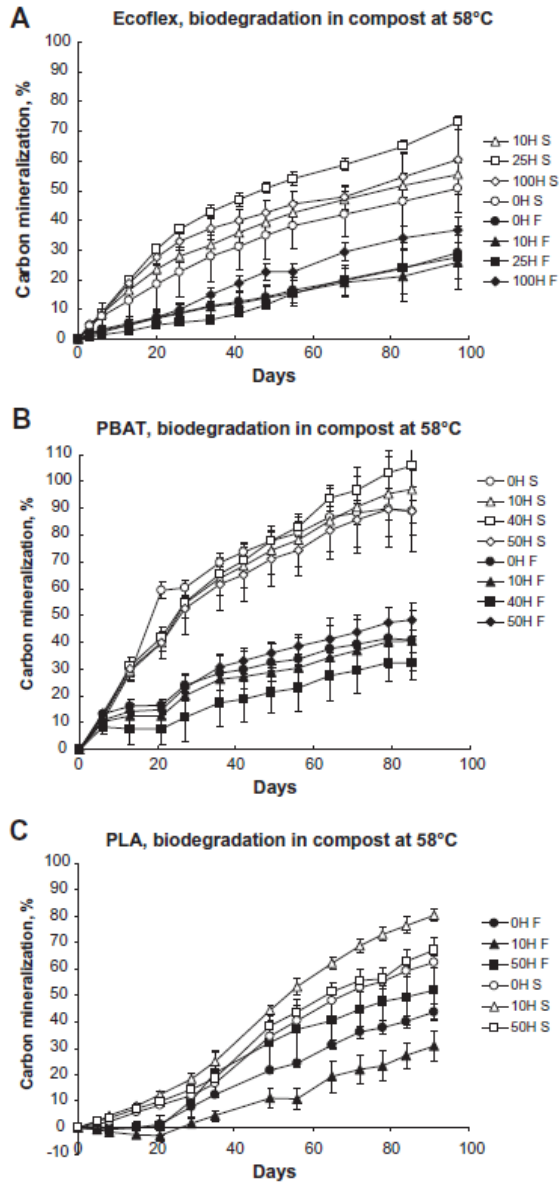 A
Ecoflex, biodegradation in compost at 58°C
Carbon mineralization, %
100
90
80
70
60
50
40
30
20
10
0
0 20 40 60 80 100
Days
10H S
25H S
100H S
0H S
0H F
10H F
25H F
100H F
B
PBAT, biodegradation in compost at 58°C
Carbon mineralization, %
110
100
90
80
70
60
50
40
30
20
10
0
0 20 40 60 80 100
Days
0H S
10H S
40H S
50H S
0H F
10H F
40H F
50H F
C
PLA, biodegradation in compost at 58°C
Carbon mineralization, %
100
90
80
70
60
50
40
30
20
10
0
-10
0 20 40 60 80 100
Days
0H F
10H F
50H F
0H S
10H S
50H S